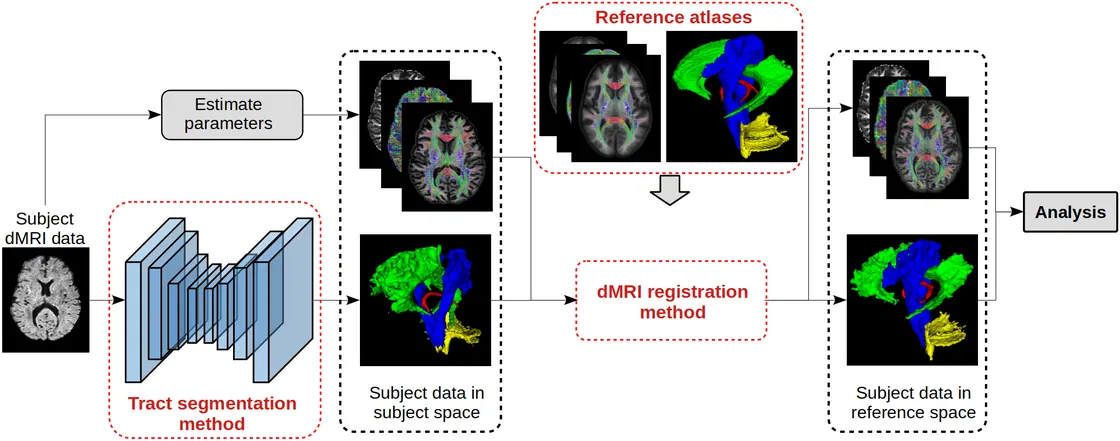 Reference atlases
Estimate
parameters
Subject
dMRI data
Analysis
dMRI registration
method
Tract segmentation
method
Subject data in
subject space
Subject data in
reference space